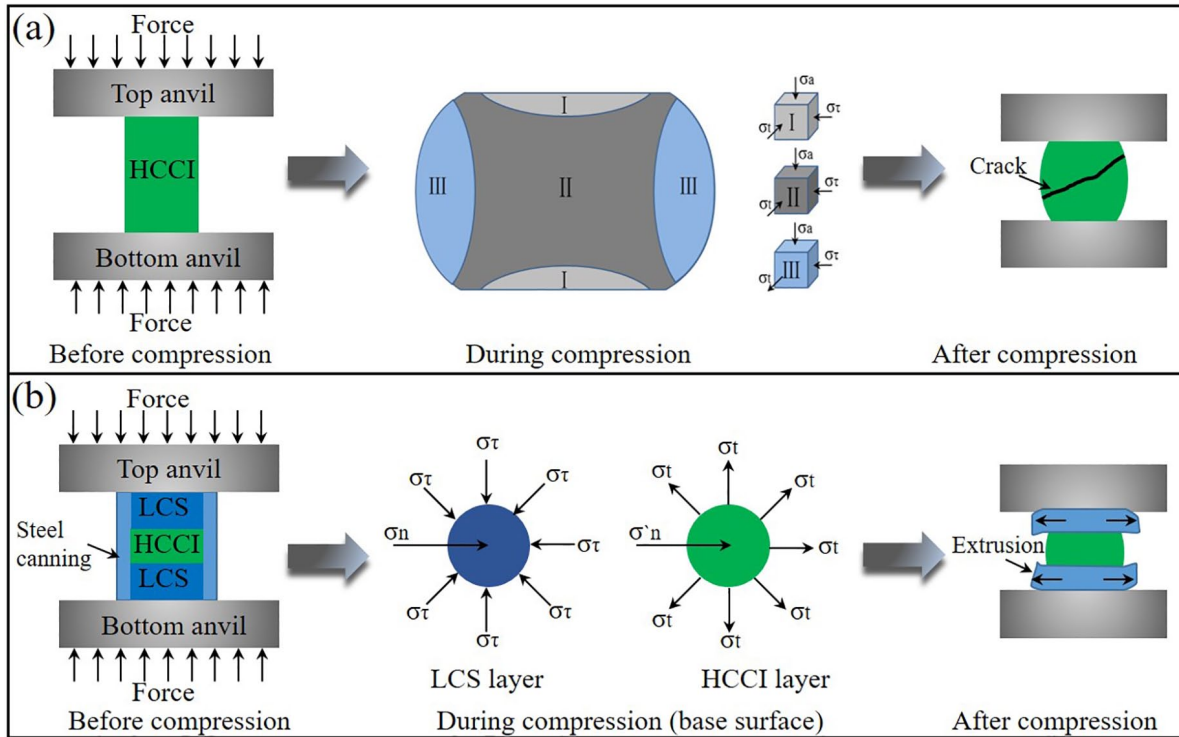 (a)
Force
Top anvil
HCCI
Bottom anvil
Force
Before compression
I
III
II
III
I
During compression
σa
σt
I
στ
σa
σt
II
στ
σa
σt
III
στ
Crack
After compression
(b)
Force
Top anvil
Steel
canning
LCS
HCCI
LCS
Bottom anvil
Force
Before compression
στ
στ
στ
σn
στ
στ
στ
στ
LCS layer
σt
σt
σt
σ`n
σt
σt
σt
σt
HCCI layer
During compression (base surface)
Extrusion
After compression